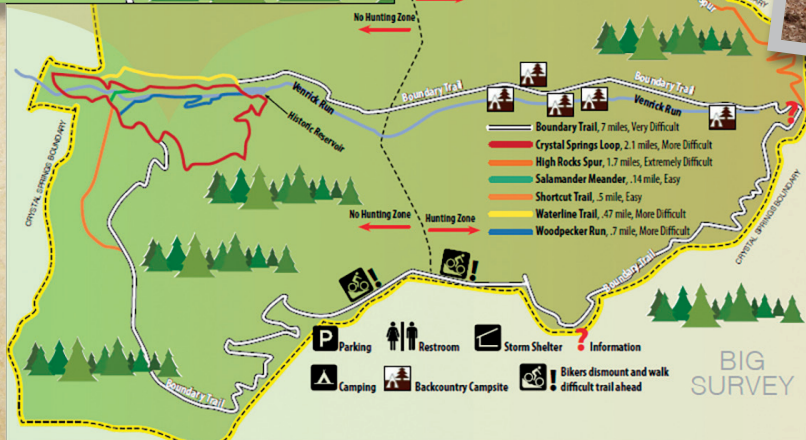 No Hunting Zone
Venrick Run
Boundary Trail
Boundary Trail
Venrick Run
Historic Reservoir
CRYSTAL SPRINGS BOUNDARY
Boundary Trail, 7 miles, Very Difficult
Crystal Springs Loop, 2.1 miles, More Difficult
High Rocks Spur, 1.7 miles, Extremely Difficult
Salamander Meander, .14 mile, Easy
Shortcut Trail, .5 mile, Easy
Waterline Trail, .47 mile, More Difficult
Woodpecker Run, .7 mile, More Difficult
CRYSTAL SPRINGS BOUNDARY
No Hunting Zone
Hunting Zone
Boundary Trail
P Parking
Restroom
Storm Shelter
? Information
Camping
Backcountry Campsite
! Bikers dismount and walk
difficult trail ahead
BIG
SURVEY
Boundary Trail